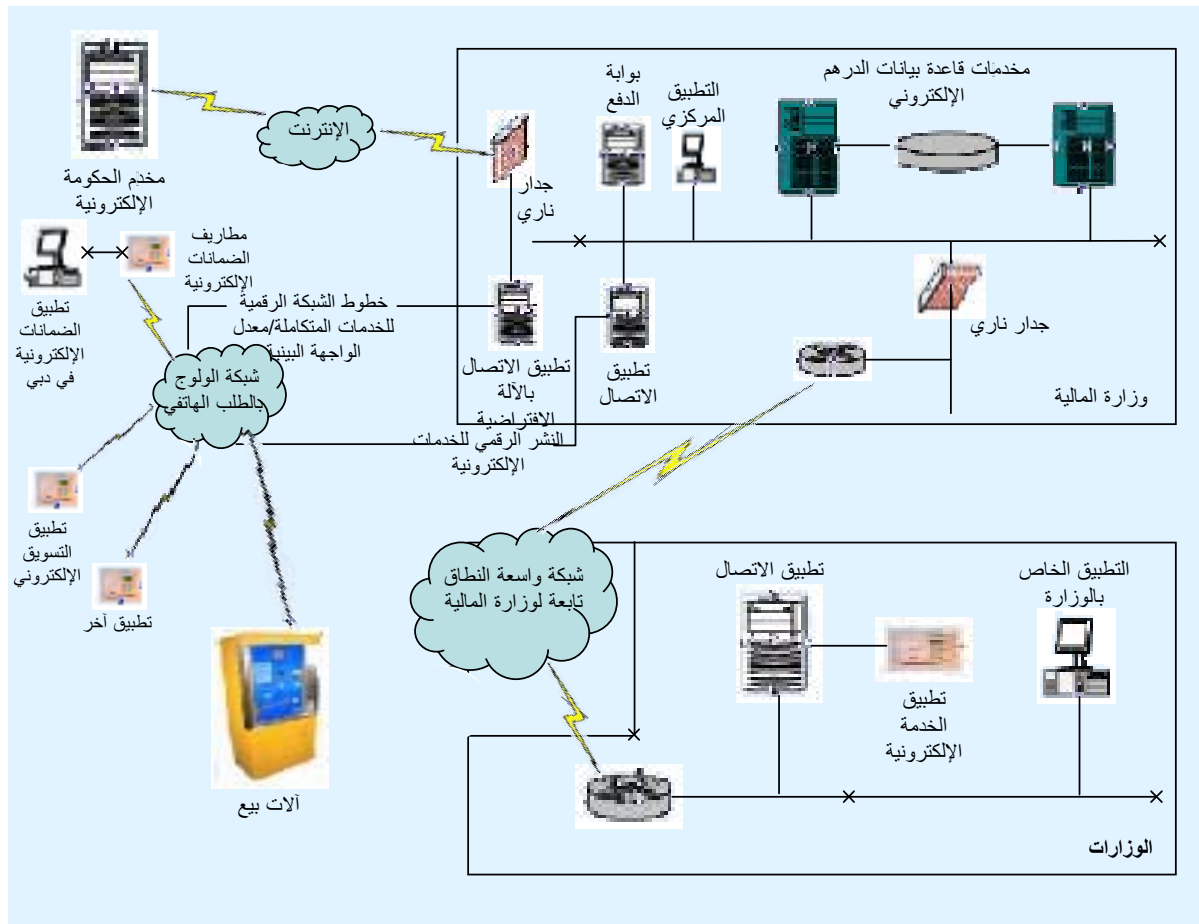 مخدم الحكومة
الإلكترونية
الإنترنت
جدار
ناري
بوابة
الدفع
التطبيق
المركزي
مخدمات قاعدة بيانات الدرهم
الإلكتروني
جدار ناري
وزارة المالية
تطبيق
الضمانات
الإلكترونية
في دبي
مطاريف
الضمانات
الإلكترونية
خطوط الشبكة الرقمية
للخدمات المتكاملة/معدل
الواجهة البينية
تطبيق الاتصال
بالآلة
الافتراضية
تطبيق
الاتصال
شبكة الولوج
بالطلب الهاتفي
النشر الرقمي للخدمات
الإلكترونية
تطبيق
التسويق
الإلكتروني
تطبيق آخر
آلات بيع
شبكة واسعة النطاق
تابعة لوزارة المالية
تطبيق الاتصال
التطبيق الخاص
بالوزارة
تطبيق
الخدمة
الإلكترونية
الوزارات